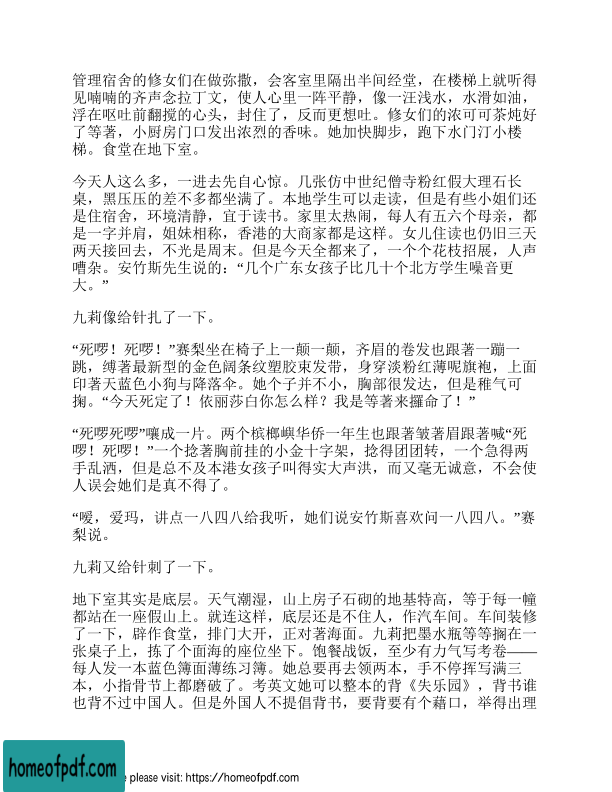 管理宿舍的修女们在做弥撒，会客室里隔出半间经堂，在楼梯上就听得
见喃喃的齐声念拉丁文，使人心里一阵平静，像一汪浅水，水滑如油，
浮在呕吐前翻搅的心头，封住了，反而更想吐。修女们的浓可可茶炖好
了等著，小厨房门口发出浓烈的香味。她加快脚步，跑下水门汀小楼
梯。食堂在地下室。
今天人这么多，一进去先自心惊。几张仿中世纪僧寺粉红假大理石长
桌，黑压压的差不多都坐满了。本地学生可以走读，但是有些小姐们还
是住宿舍，环境清静，宜于读书。家里太热闹，每人有五六个母亲，都
是一字并肩，姐妹相称，香港的大商家都是这样。女儿住读也仍旧三天
两天接回去，不光是周末。但是今天全都来了，一个个花枝招展，人声
嘈杂。安竹斯先生说的：“几个广东女孩子比几十个北方学生噪音更
大。”
九莉像给针扎了一下。
“死啰！死啰！”赛梨坐在椅子上一颠一颠，齐眉的卷发也跟著一蹦一
跳，缚著最新型的金色阔条纹塑胶束发带，身穿淡粉红薄呢旗袍，上面
印著天蓝色小狗与降落伞。她个子并不小，胸部很发达，但是稚气可
掬。“今天死定了！依丽莎白你怎么样？我是等著来攞命了！”
“死啰死啰”嚷成一片。两个槟榔屿华侨一年生也跟著皱著眉跟著喊“死
啰！死啰！”一个捻著胸前挂的小金十字架，捻得团团转，一个急得两
手乱洒，但是总不及本港女孩子叫得实大声洪，而又毫无诚意，不会使
人误会她们是真不得了。
“嗳，爱玛，讲点一八四八给我听，她们说安竹斯喜欢问一八四八。”赛
梨说。
九莉又给针刺了一下。
地下室其实是底层。天气潮湿，山上房子石砌的地基特高，等于每一幢
都站在一座假山上。就连这样，底层还是不住人，作汽车间。车间装修
了一下，辟作食堂，排门大开，正对著海面。九莉把墨水瓶等等搁在一
张桌子上，拣了个面海的座位坐下。饱餐战饭，至少有力气写考卷——
每人发一本蓝色簿面薄练习簿。她总要再去领两本，手不停挥写满三
本，小指骨节上都磨破了。考英文她可以整本的背《失乐园》，背书谁
也背不过中国人。但是外国人不提倡背书，要背要有个藉口，举得出理
homeofpdf.com
e please visit: https://homeofpdf.com